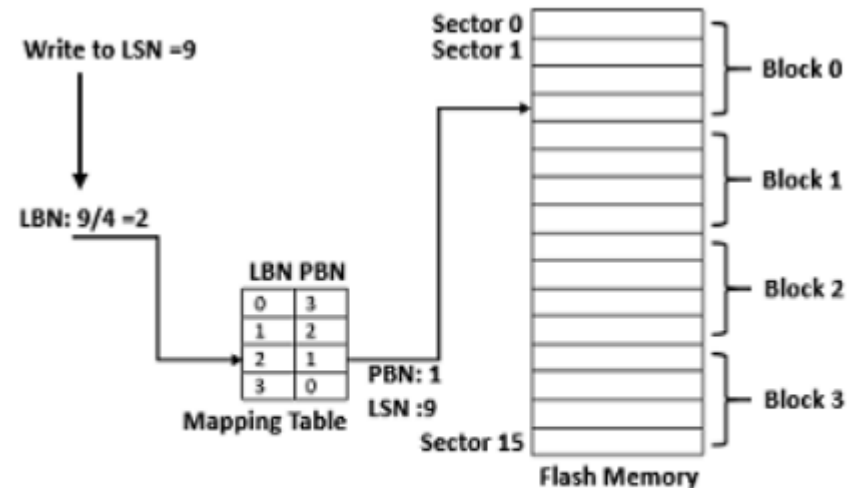 Write to LSN =9
LBN: 9/4 =2
LBN PBN
0 3
1 2
2 1
3 0
Mapping Table
PBN: 1
LSN :9
Sector 0
Sector 1
Sector 15
Block 0
Block 1
Block 2
Block 3
Flash Memory